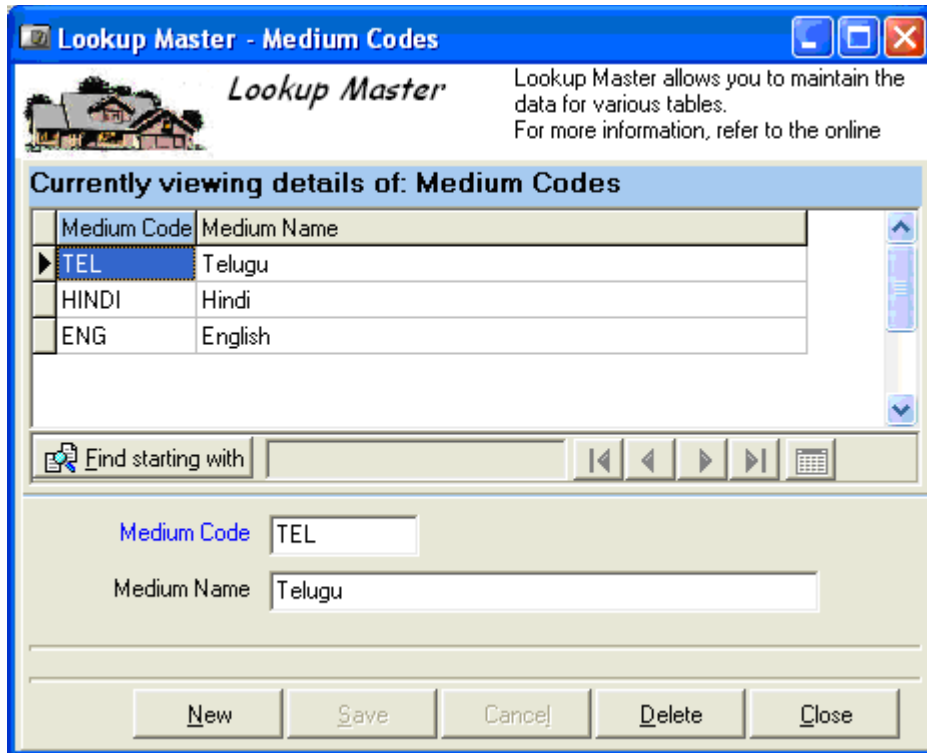 Lookup Master - Medium Codes
Lookup Master
Lookup Master allows you to maintain the
data for various tables.
For more information, refer to the online
Currently viewing details of: Medium Codes
Medium Code Medium Name
TEL Telugu
HINDI Hindi
ENG English
Find starting with
Medium Code TEL
Medium Name Telugu
New Save Cancel Delete Close